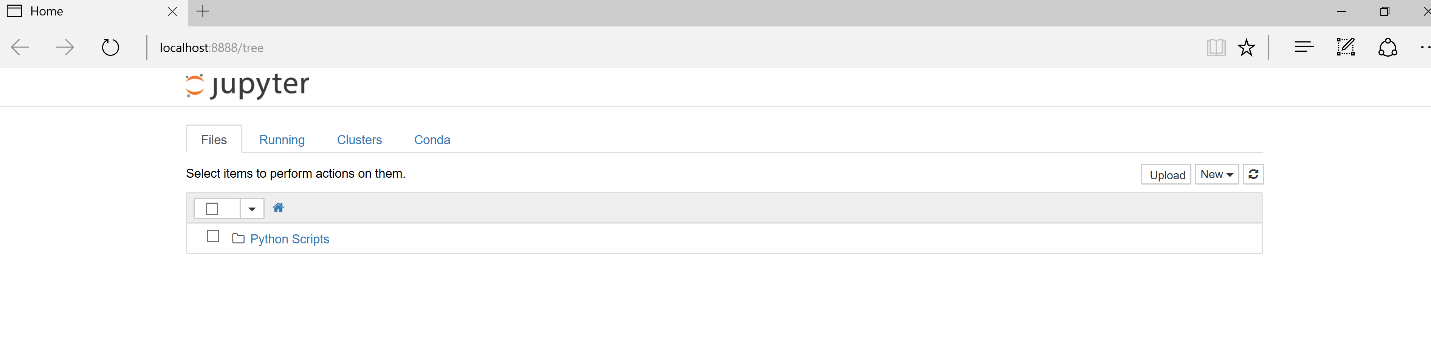 Home
localhost:8888/tree
jupyter
Files Running Clusters Conda
Select items to perform actions on them.
Upload New
Python Scripts